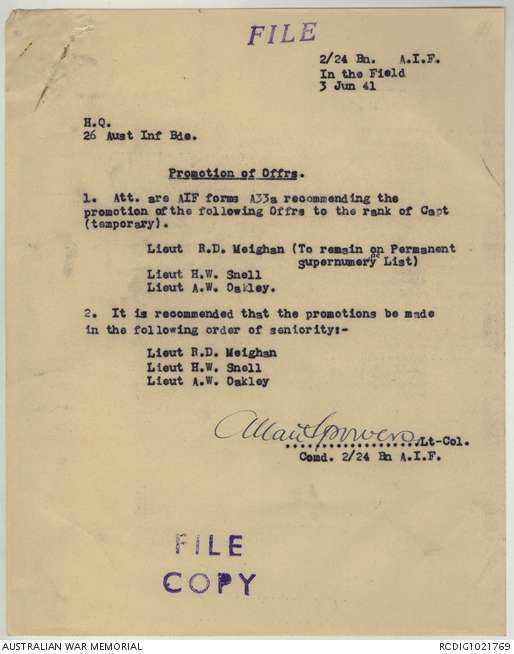 FILE
2/24 Bn. A.I.F.
In the Field
3 Jun 41
H.Q.
26 Aust Inf Bde.
Promotion of Offrs.
1. Att. are AIF forms A33a recommending the
promotion of the following Offrs to the rank of Capt
(temporary).
Lieut R.D. Meighan (To remain on Permanent
supernumery List)
Lieut H.W. Snell
Lieut A.W. Oakley.
2. It is recommended that the promotions be made
in the following order of seniority:-
Lieut R.D. Meighan
Lieut H.W. Snell
Lieut A.W. Oakley
Allan Spowers
..................Lt-Col.
Comd. 2/24 Bn A.I.F.
FILE
COPY
AUSTRALIAN WAR MEMORIAL
RCDIG1021769